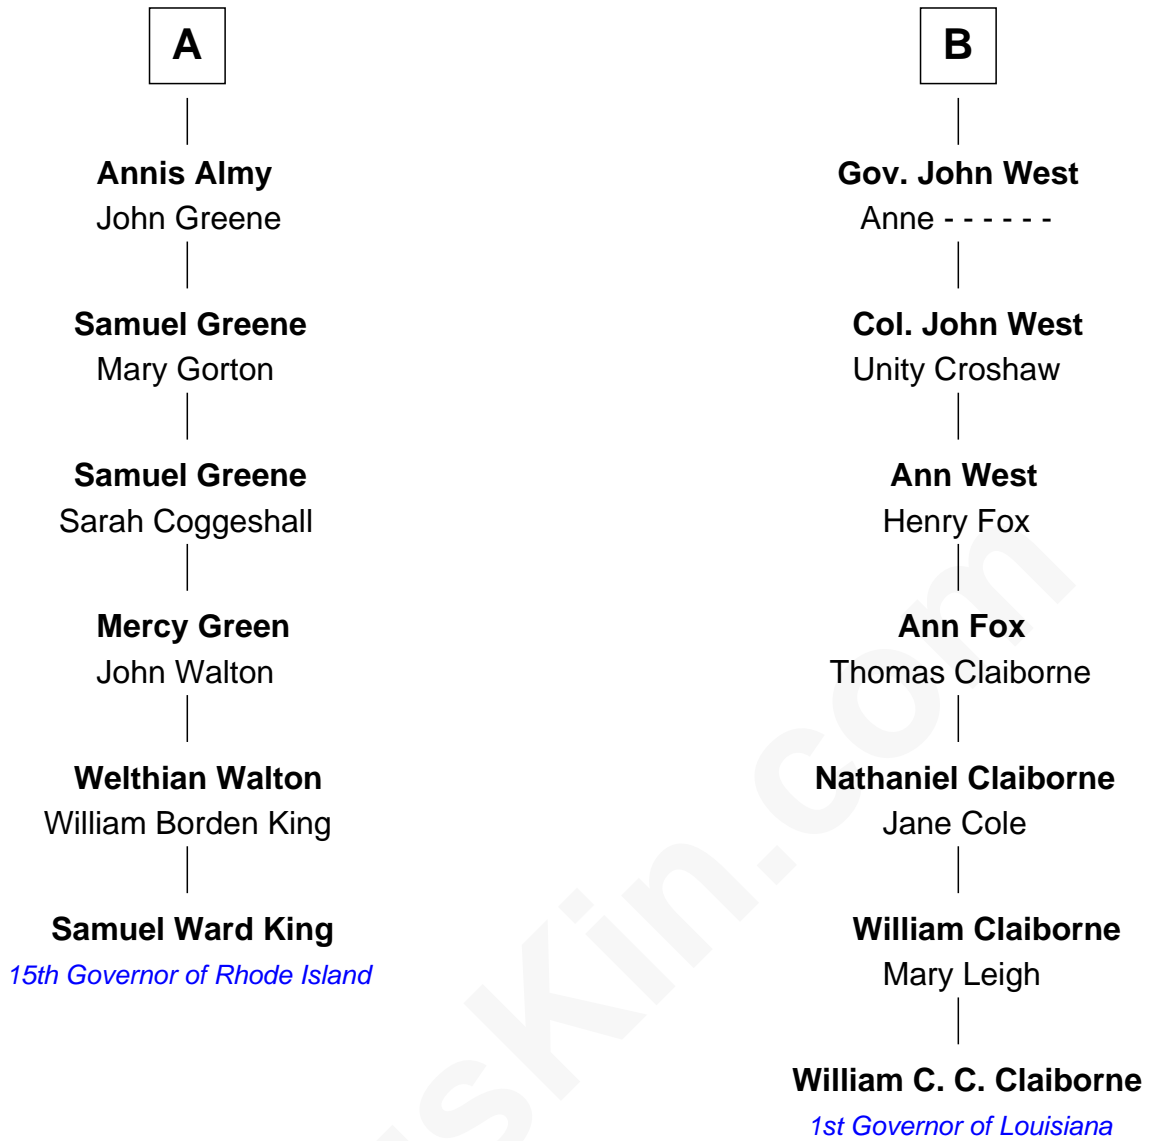 A
Annis Almy
John Greene
Samuel Greene
Mary Gorton
Samuel Greene
Sarah Coggeshall
Mercy Green
John Walton
Welthian Walton
William Borden King
Samuel Ward King
15th Governor of Rhode Island
B
Gov. John West
Anne - - - - - -
Col. John West
Unity Croshaw
Ann West
Henry Fox
Ann Fox
Thomas Claiborne
Nathaniel Claiborne
Jane Cole
William Claiborne
Mary Leigh
William C. C. Claiborne
1st Governor of Louisiana
sKin.com